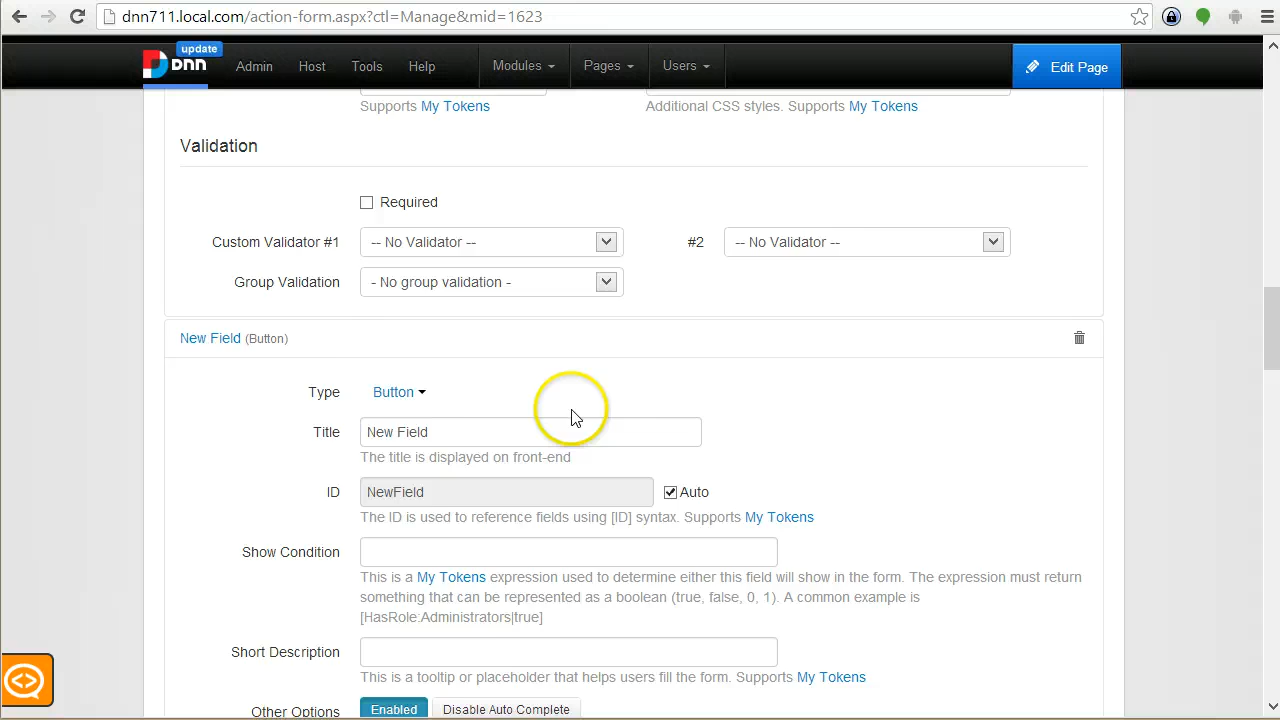 dnn711.local.com/action-form.aspx?ctl=Manage&mid=1623
update
DNN Admin Host Tools Help Modules Pages Users Edit Page
Supports My Tokens Additional CSS styles. Supports My Tokens
Validation
Required
Custom Validator #1 -- No Validator -- #2 -- No Validator --
Group Validation - No group validation -
New Field (Button)
Type Button
Title New Field
The title is displayed on front-end
ID NewField Auto
The ID is used to reference fields using [ID] syntax. Supports My Tokens
Show Condition
This is a My Tokens expression used to determine either this field will show in the form. The expression must return
something that can be represented as a boolean (true, false, 0, 1). A common example is
[HasRole:Administrators|true]
Short Description
This is a tooltip or placeholder that helps users fill the form. Supports My Tokens
Other Options Enabled Disable Auto Complete